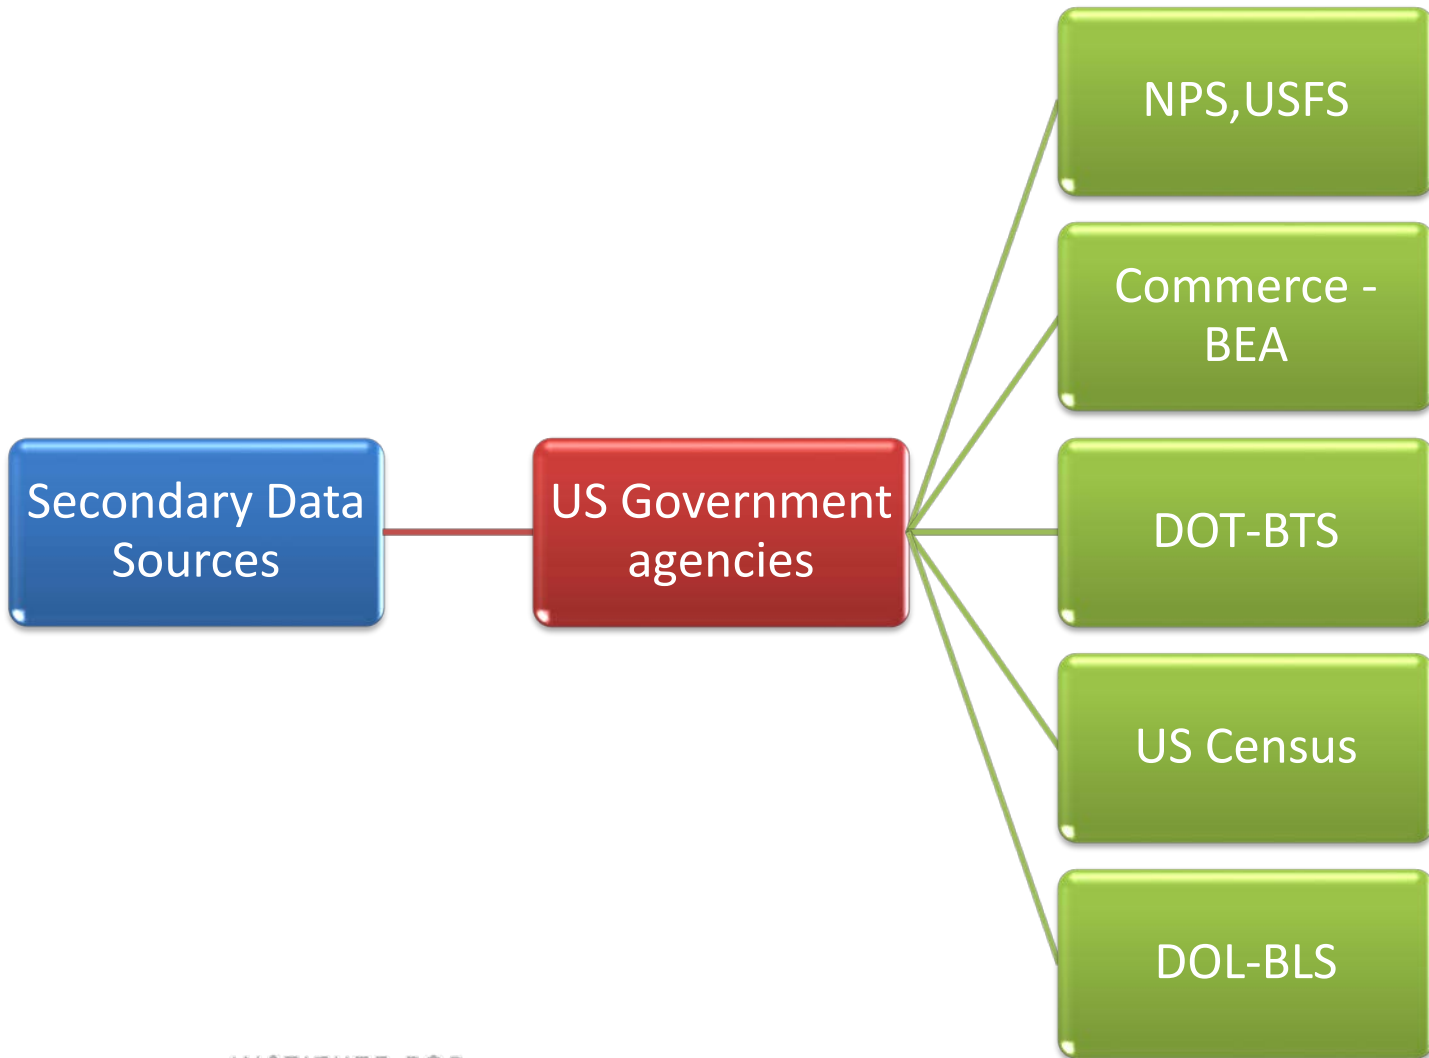 NPS,USFS
Commerce -
BEA
Secondary Data
Sources
US Government
agencies
DOT-BTS
US Census
DOL-BLS